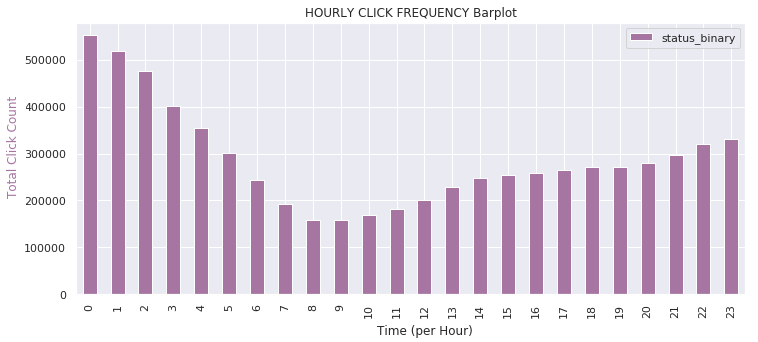 HOURLY CLICK FREQUENCY Barplot
status_binary
Total Click Count
500000
400000
300000
200000
100000
0
0 1 2 3 4 5 6 7 8 9 10 11 12 13 14 15 16 17 18 19 20 21 22 23
Time (per Hour)